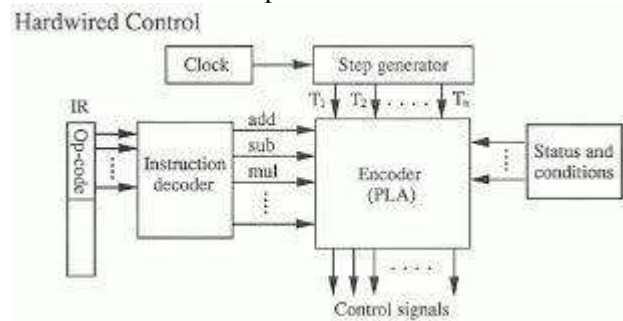 Hardwired Control
Clock
Step generator
IR
T₁ T₂ . . . . Tₙ
Op-code
Instruction
decoder
add
sub
mul
Encoder
(PLA)
Status and
conditions
Control signals